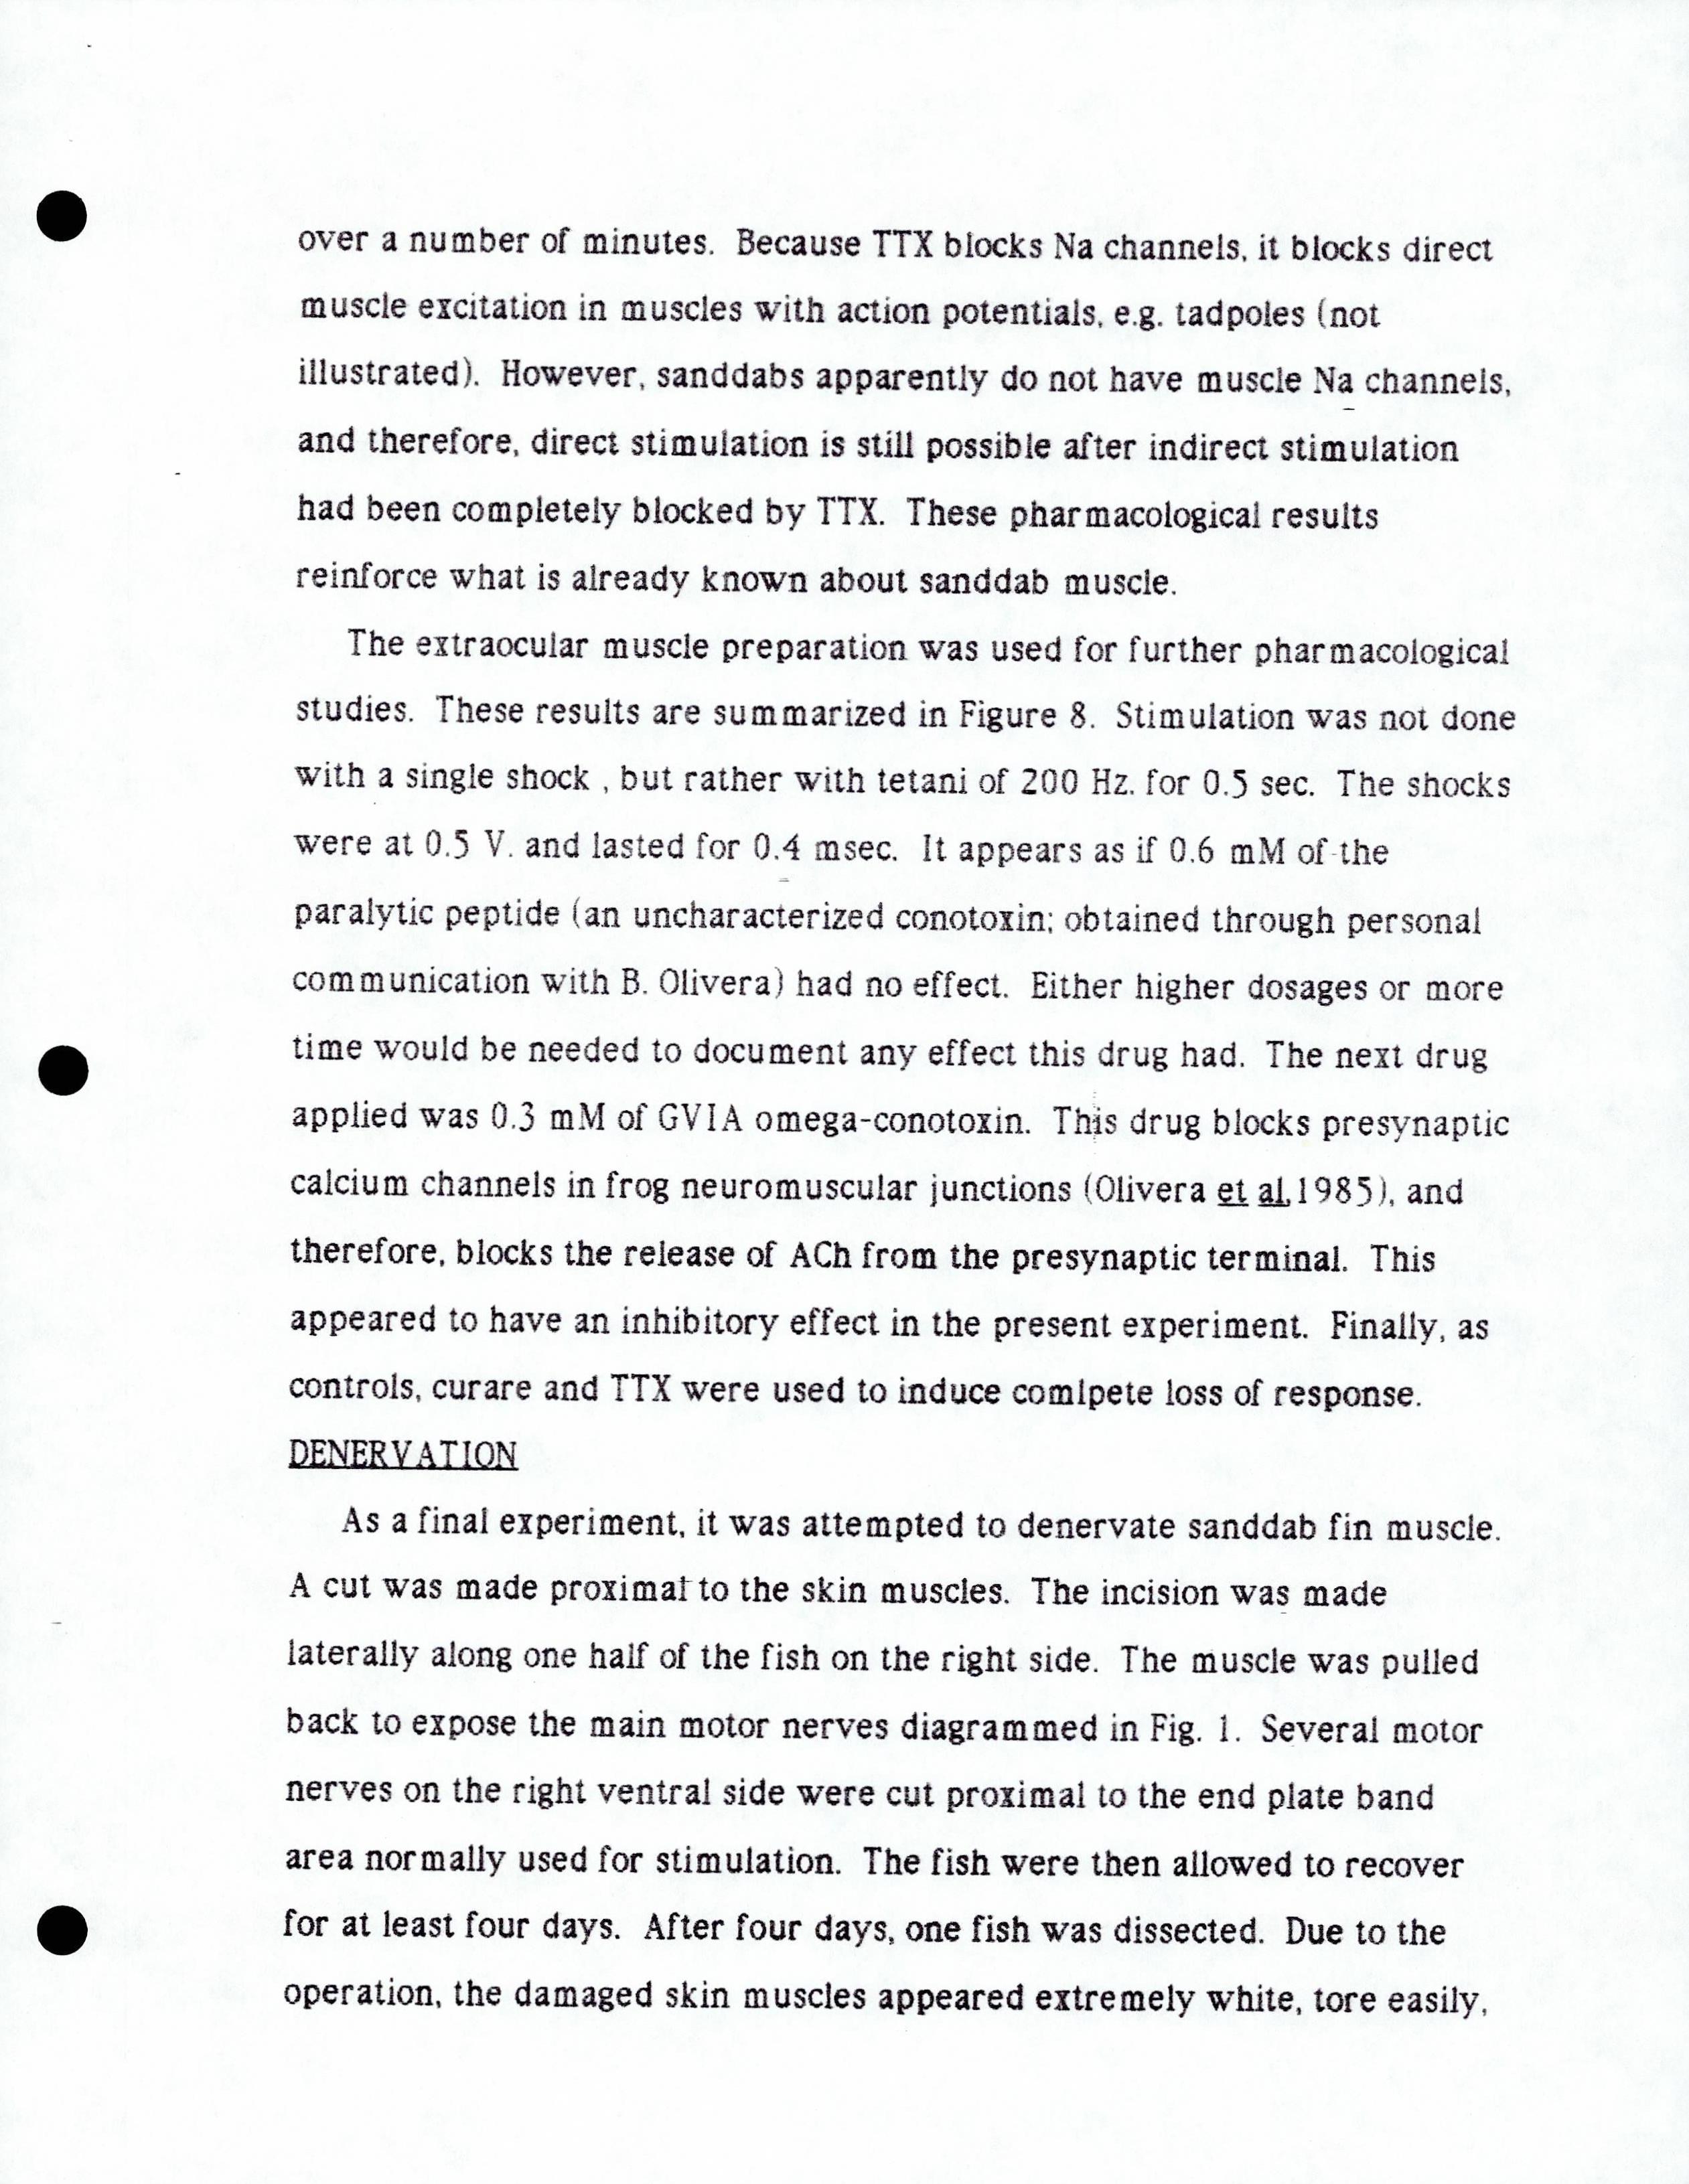 over a number of minutes. Because TTX blocks Na channels, it blocks direct
muscle excitation in muscles with action potentials, e.g. tadpoles (not
illustrated). However, sanddabs apparently do not have muscle Na channels,
and therefore, direct stimulation is still possible after indirect stimulation
had been completely blocked by TTX. These pharmacological results
reinforce what is already known about sanddab muscle.
The extraocular muscle preparation was used for further pharmacological
studies. These results are summarized in Figure 8. Stimulation was not done
with a single shock , but rather with tetani of 200 Hz. for 0.5 sec. The shocks
were at 0.5 V. and lasted for 0.4 msec. It appears as if 0.6 mM of the
paralytic peptide (an uncharacterized conotoxin; obtained through personal
communication with B. Olivera) had no effect. Either higher dosages or more
time would be needed to document any effect this drug had. The next drug
applied was 0.3 mM of GVIA omega-conotoxin. This drug blocks presynaptic
calcium channels in frog neuromuscular junctions (Olivera et al.1985), and
therefore, blocks the release of ACh from the presynaptic terminal. This
appeared to have an inhibitory effect in the present experiment. Finally, as
controls, curare and TTX were used to induce comlpete loss of response.
DENERVATION
As a final experiment, it was attempted to denervate sanddab fin muscle.
A cut was made proximal to the skin muscles. The incision was made
laterally along one half of the fish on the right side. The muscle was pulled
back to expose the main motor nerves diagrammed in Fig. 1. Several motor
nerves on the right ventral side were cut proximal to the end plate band
area normally used for stimulation. The fish were then allowed to recover
for at least four days. After four days, one fish was dissected. Due to the
operation, the damaged skin muscles appeared extremely white, tore easily,